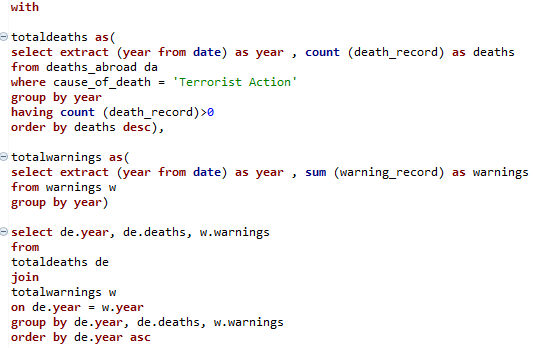 with
totaldeaths as(
select extract (year from date) as year , count (death_record) as deaths
from deaths_abroad da
where cause_of_death = 'Terrorist Action'
group by year
having count (death_record)>0
order by deaths desc),
totalwarnings as(
select extract (year from date) as year , sum (warning_record) as warnings
from warnings w
group by year)
select de.year, de.deaths, w.warnings
from
totaldeaths de
join
totalwarnings w
on de.year = w.year
group by de.year, de.deaths, w.warnings
order by de.year asc